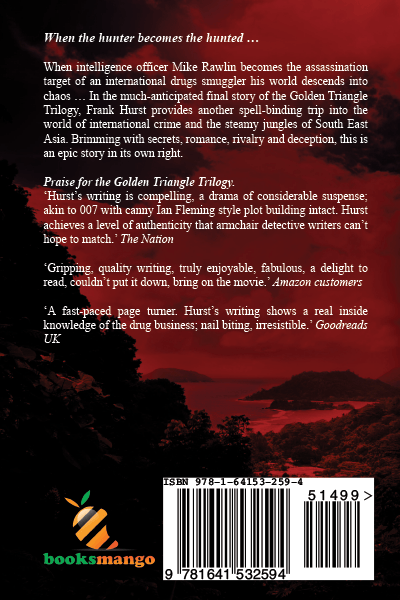 When the hunter becomes the hunted …
When intelligence officer Mike Rawlin becomes the assassination
target of an international drugs smuggler his world descends into
chaos … In the much-anticipated final story of the Golden Triangle
Trilogy, Frank Hurst provides another spell-binding trip into the
world of international crime and the steamy jungles of South East
Asia. Brimming with secrets, romance, rivalry and deception, this is
an epic story in its own right.
Praise for the Golden Triangle Trilogy.
‘Hurst’s writing is compelling, a drama of considerable suspense;
akin to 007 with canny Ian Fleming style plot building intact. Hurst
achieves a level of authenticity that armchair detective writers can’t
hope to match.’ The Nation
‘Gripping, quality writing, truly enjoyable, fabulous, a delight to
read, couldn’t put it down, bring on the movie.’ Amazon customers
‘A fast-paced page turner. Hurst’s writing shows a real inside
knowledge of the drug business; nail biting, irresistible.’ Goodreads
UK
ISBN 978-1-64153-259-4
51499 >
9 781641 532594
booksmango